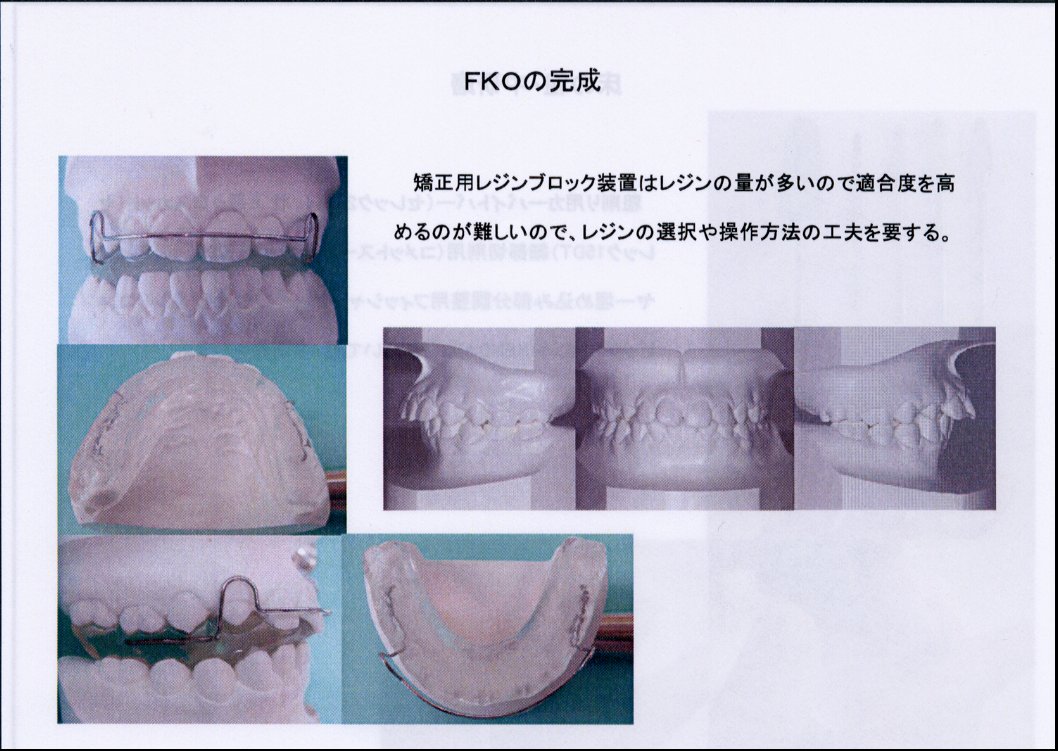 FKOの完成
矯正用レジンブロック装置はレジンの量が多いので適合度を高
めるのが難しいので、レジンの選択や操作方法の工夫を要する。